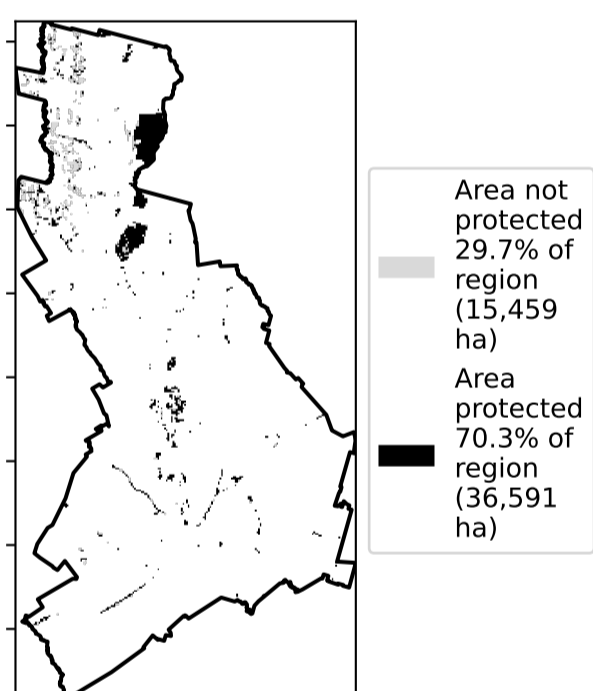 Area not
protected
29.7% of
region
(15,459
ha)
Area
protected
70.3% of
region
(36,591
ha)